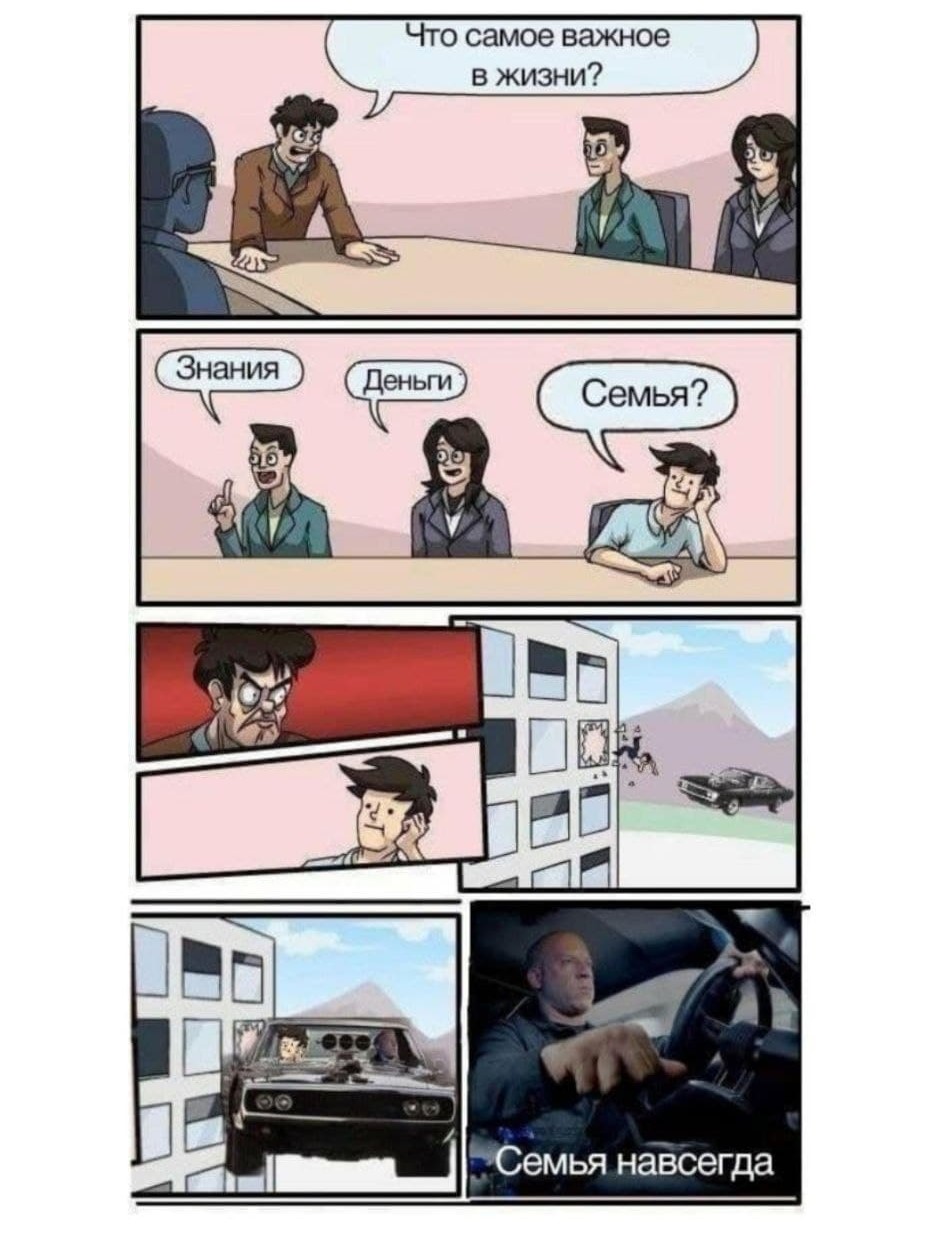 Что самое важное
в жизни?
Знания
Деньги
Семья?
Семья навсегда